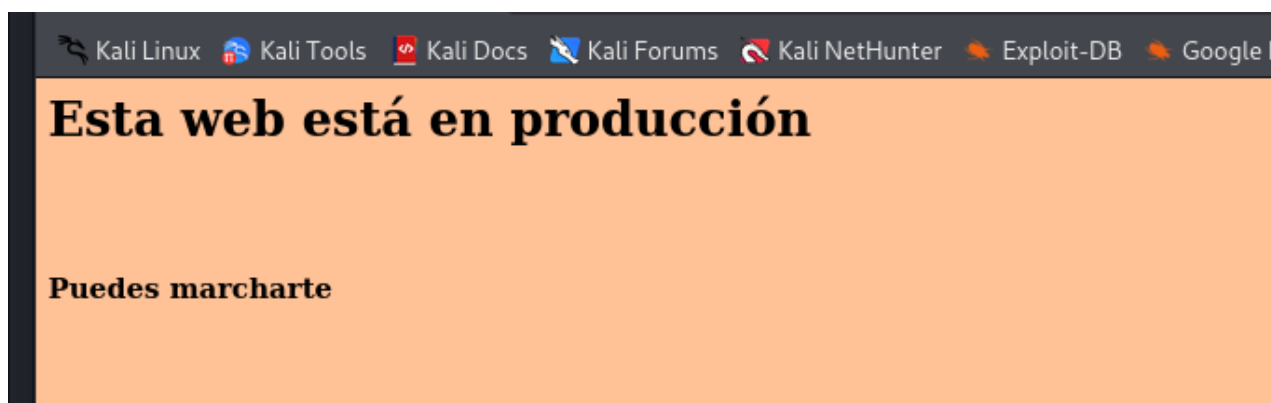 Kali Linux Kali Tools Kali Docs Kali Forums Kali NetHunter Exploit-DB Google
Esta web está en producción
Puedes marcharte